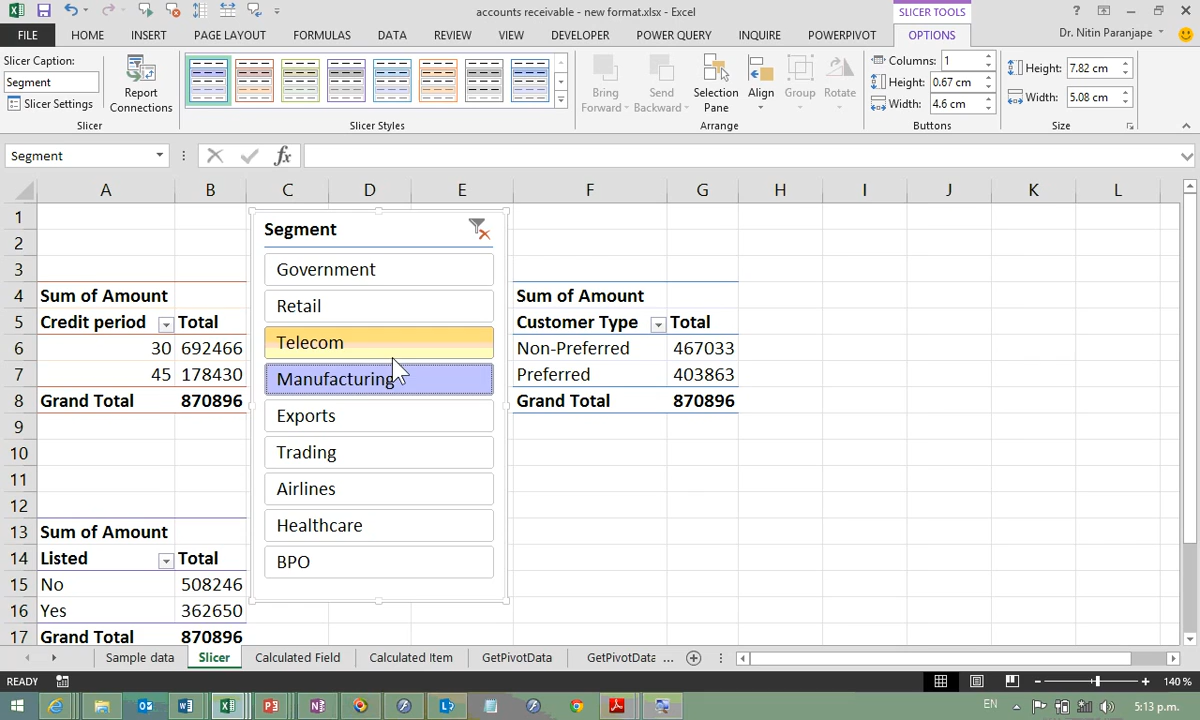 accounts receivable - new format.xlsx - Excel
SLICER TOOLS
?
FILE HOME INSERT PAGE LAYOUT FORMULAS DATA REVIEW VIEW DEVELOPER POWER QUERY INQUIRE POWERPIVOT OPTIONS Dr. Nitin Paranjape
Slicer Caption:
Segment
Slicer Settings
Report
Connections
Slicer
Slicer Styles
Bring
Forward
Send
Backward
Selection
Pane
Align
Group
Rotate
Arrange
Columns: 1
Height: 0.67 cm
Width: 4.6 cm
Buttons
Height: 7.82 cm
Width: 5.08 cm
Size
Segment fx
A B C D E F G H I J K L
1
2
3
4 Sum of Amount Sum of Amount
5 Credit period Total Customer Type Total
6 30 692466 Non-Preferred 467033
7 45 178430 Preferred 403863
8 Grand Total 870896 Grand Total 870896
9
10
11
12
13 Sum of Amount
14 Listed Total
15 No 508246
16 Yes 362650
17 Grand Total 870896
Segment
Government
Retail
Telecom
Manufacturing
Exports
Trading
Airlines
Healthcare
BPO
Sample data Slicer Calculated Field Calculated Item GetPivotData GetPivotData ...
READY 140 %
EN 5:13 p.m.